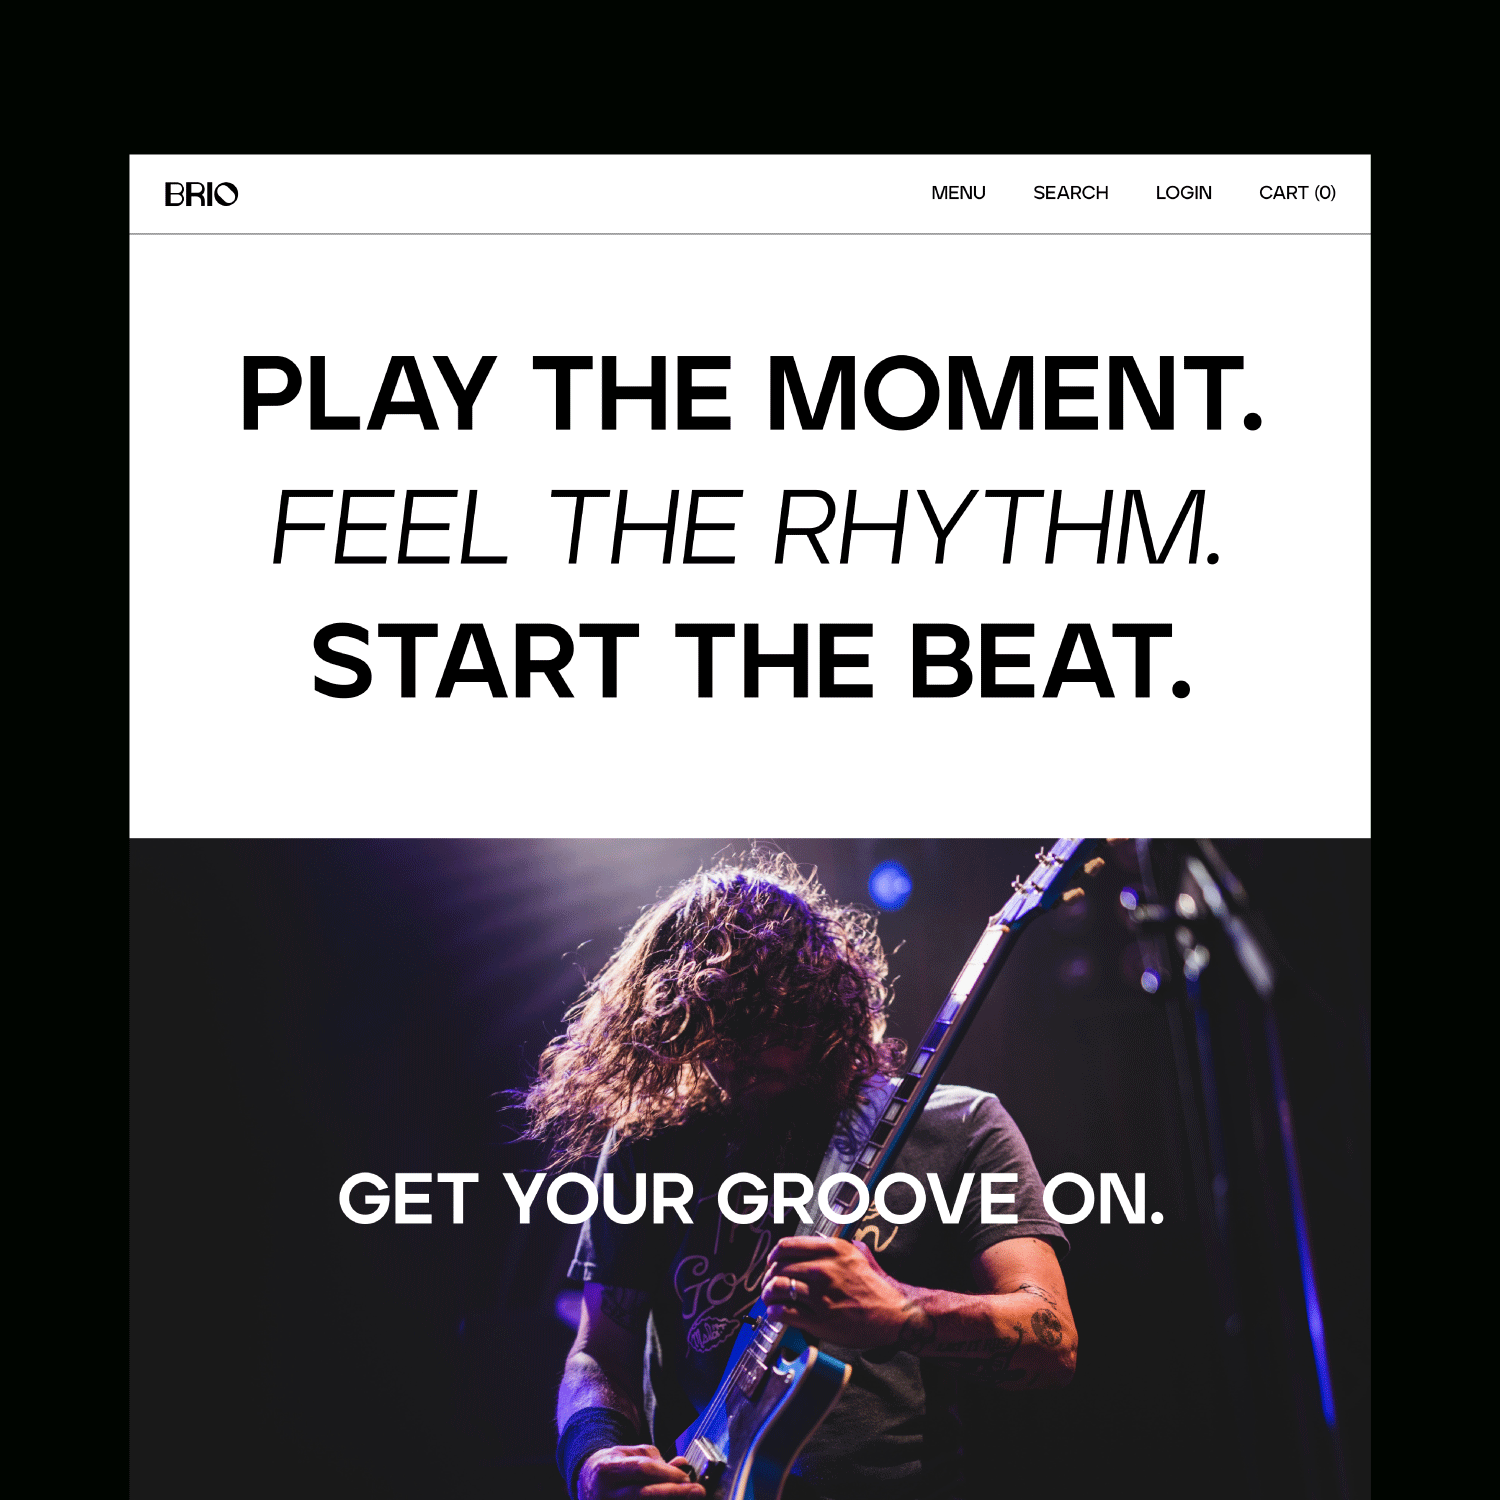 BRIO
MENU SEARCH LOGIN CART (0)
PLAY THE MOMENT.
FEEL THE RHYTHM.
START THE BEAT.
GET YOUR GROOVE ON.